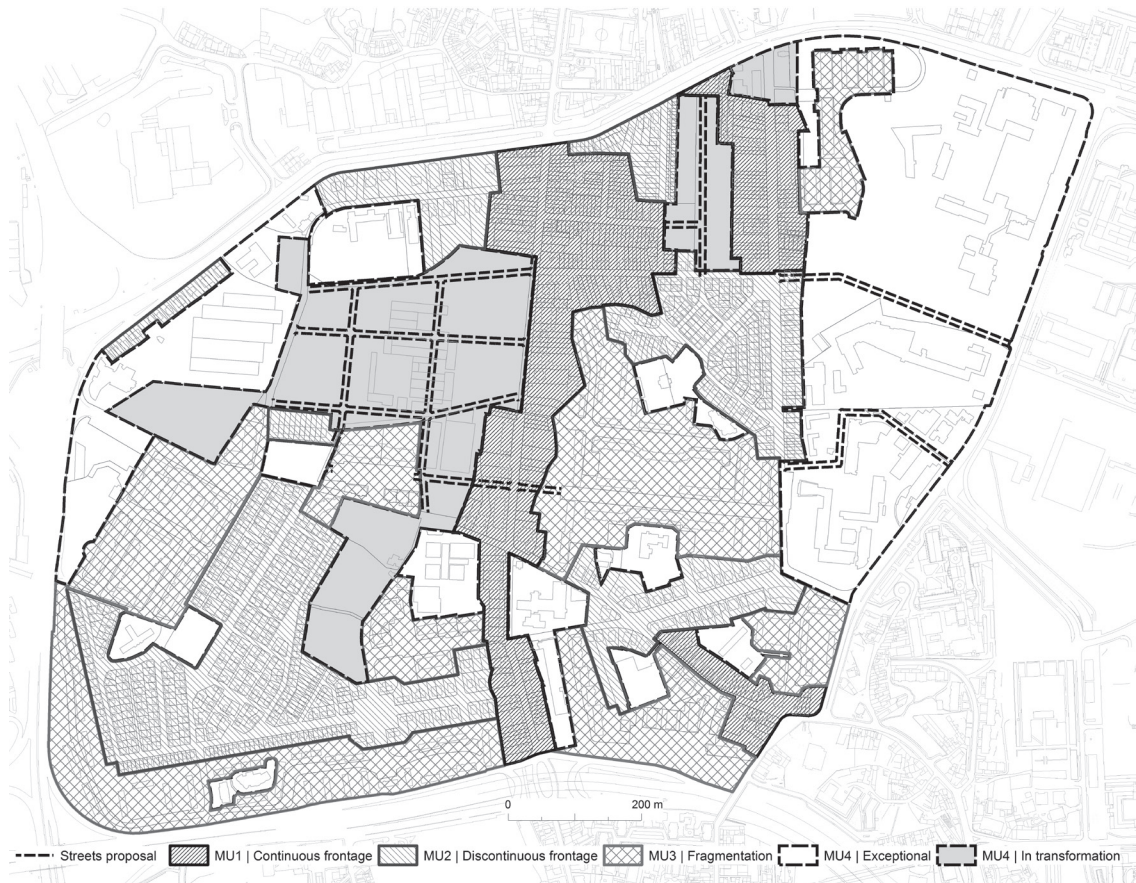 0 200 m
Streets proposal MU1 | Continuous frontage MU2 | Discontinuous frontage MU3 | Fragmentation MU4 | Exceptional MU4 | In transformation